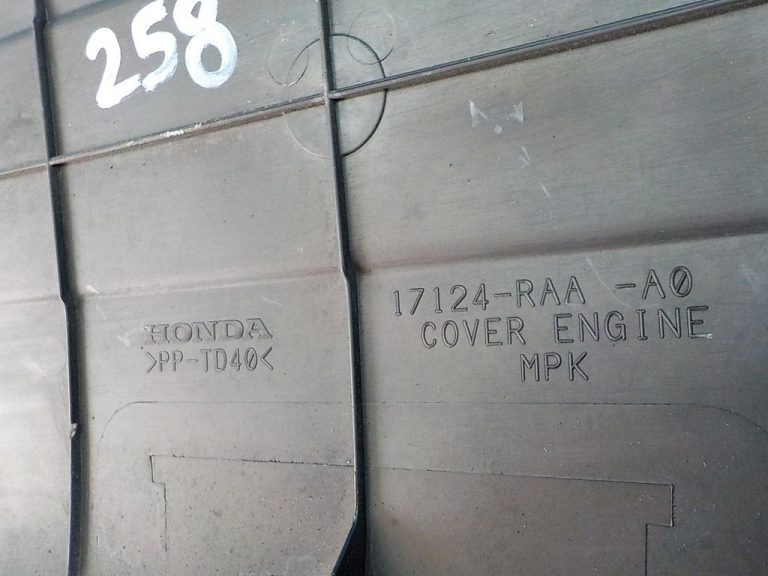 258
HONDA
>PP-TD40<
17124-RAA -A0
COVER ENGINE
MPK